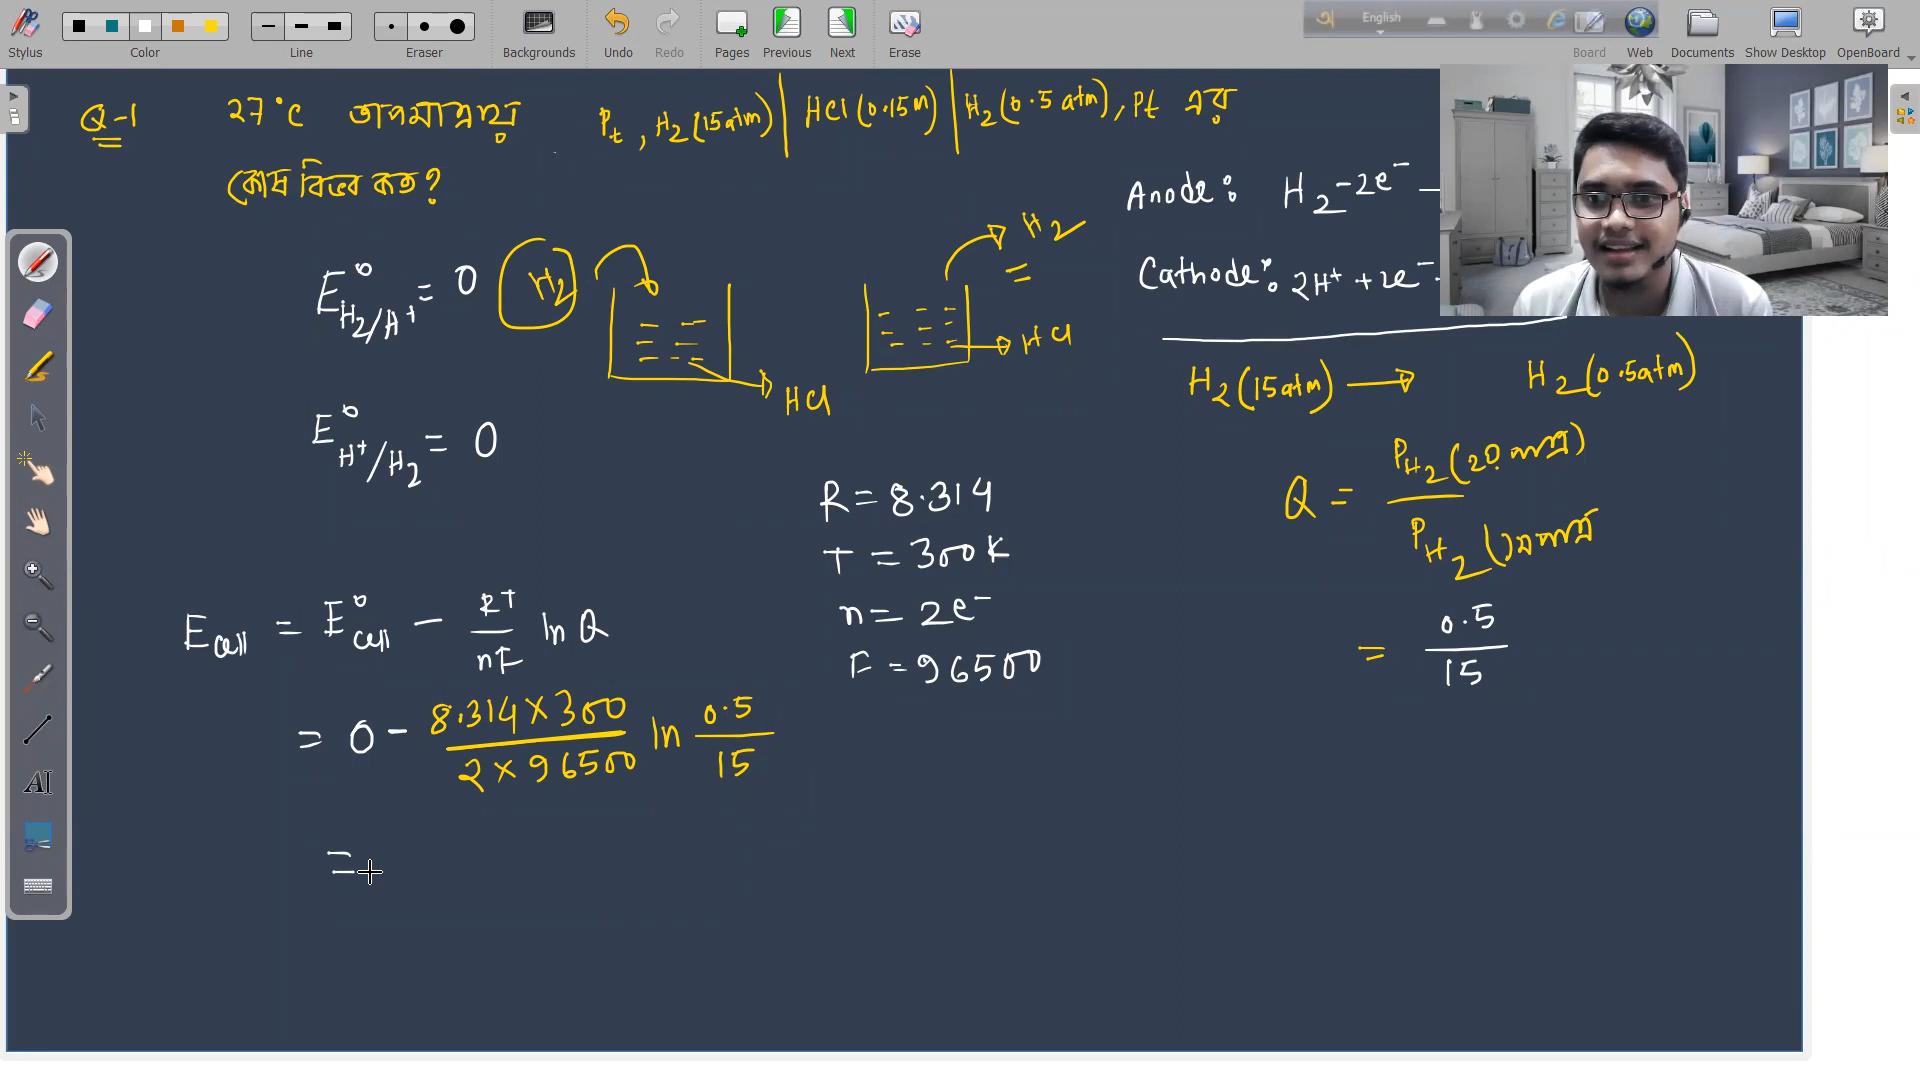 Stylus Color Line Eraser Backgrounds Undo Redo Pages Previous Next Erase Board Web Documents Show Desktop OpenBoard
English
Q-1 27°C তাপমাত্রায় Pt, H2(15atm) | HCl(0.15M) | H2(0.5 atm), Pt এর
কোষ বিভব কত?
Anode: H2 - 2e⁻ —
Cathode: 2H⁺ + 2e⁻
E°H2/H⁺ = 0
H2
H2
HCl
HCl
H2(15atm) → H2(0.5atm)
E°H⁺/H2 = 0
Q = PH2(২য় পাত্র) / PH2(১ম পাত্র)
= 0.5/15
R = 8.314
T = 300K
n = 2e⁻
F = 96500
Ecell = E°cell - RT/nF ln Q
= 0 - 8.314 × 300 / 2 × 96500 ln 0.5/15
=
AI